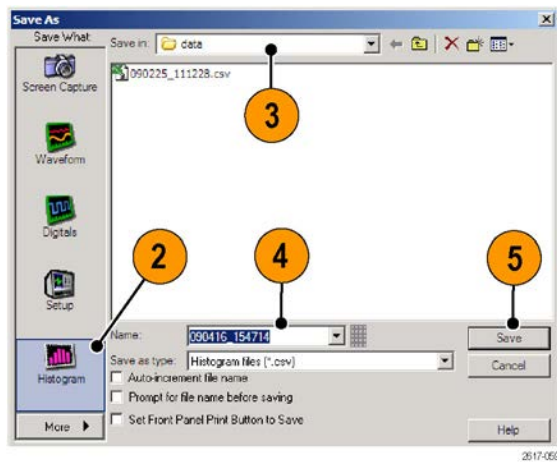 Save As
Save What:
Save in: data
090225_111228.csv
Screen Capture
3
Waveform
Digitals
2
4
5
Setup
Name: 090416_154714
Save
Save as type: Histogram files (*.csv)
Cancel
Histogram
Auto-increment file name
Prompt for file name before saving
Set Front Panel Print Button to Save
More
Help